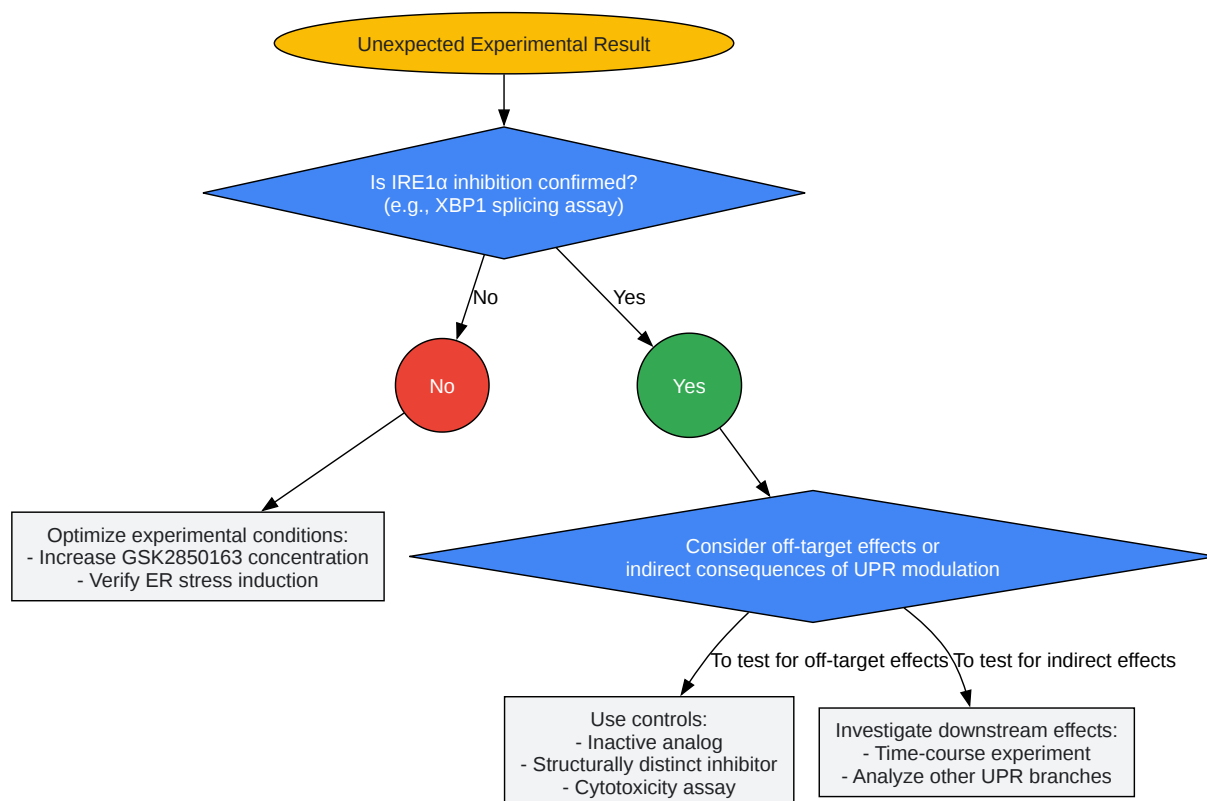 Unexpected Experimental Result
Is IRE1α inhibition confirmed?
(e.g., XBP1 splicing assay)
No
Yes
No
Yes
Optimize experimental conditions:
- Increase GSK2850163 concentration
- Verify ER stress induction
Consider off-target effects or
indirect consequences of UPR modulation
To test for off-target effects
To test for indirect effects
Use controls:
- Inactive analog
- Structurally distinct inhibitor
- Cytotoxicity assay
Investigate downstream effects:
- Time-course experiment
- Analyze other UPR branches